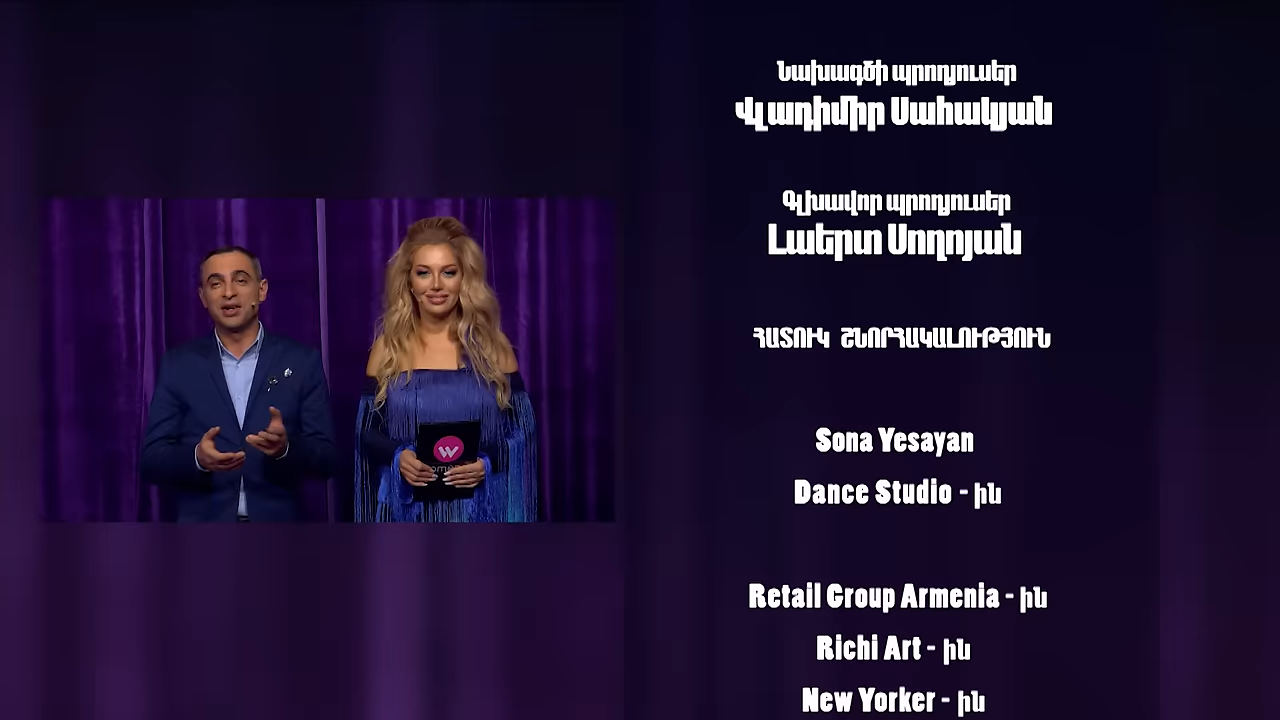 Նախագծի պրոդյուսեր
Վլադիմիր Սահակյան
Գլխավոր պրոդյուսեր
Լաերտ Սողոյան
ՀԱՏՈՒԿ ՇՆՈՐՀԱԿԱԼՈՒԹՅՈՒՆ
Sona Yesayan
Dance Studio - ին
Retail Group Armenia - ին
Richi Art - ին
New Yorker - ին
W